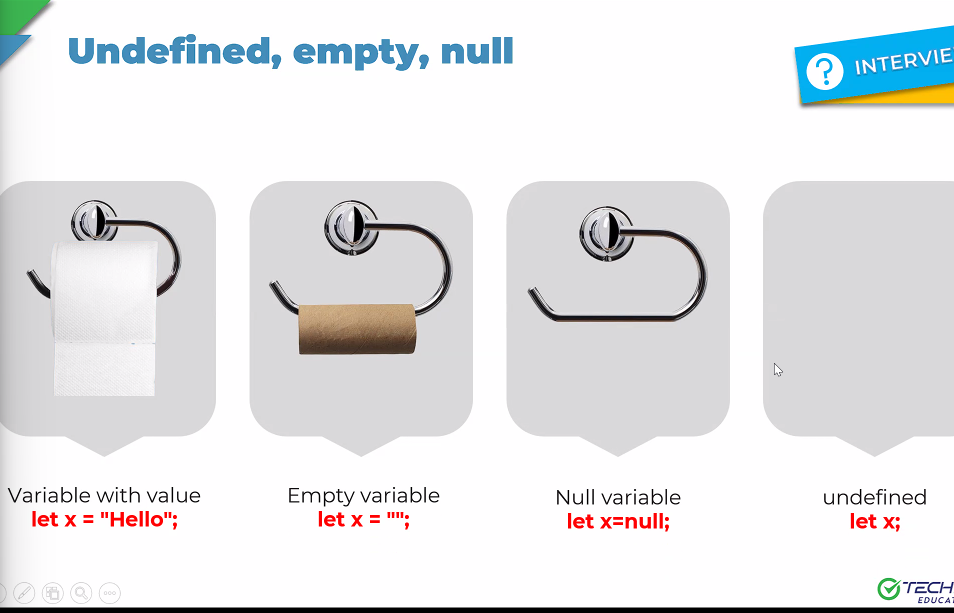 Undefined, empty, null
INTERVIE
Variable with value
let x = "Hello";
Empty variable
let x = "";
Null variable
let x=null;
undefined
let x;
TECH
EDUCAT